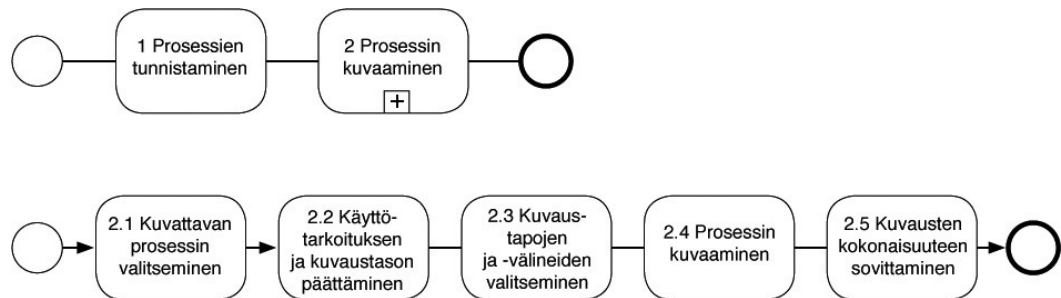 1 Prosessien
tunnistaminen
2 Prosessin
kuvaaminen
2.1 Kuvattavan
prosessin
valitseminen
2.2 Käyttö-
tarkoituksen
ja kuvaustason
päättäminen
2.3 Kuvaus-
tapojen
ja -välineiden
valitseminen
2.4 Prosessin
kuvaaminen
2.5 Kuvausten
kokonaisuuteen
sovittaminen